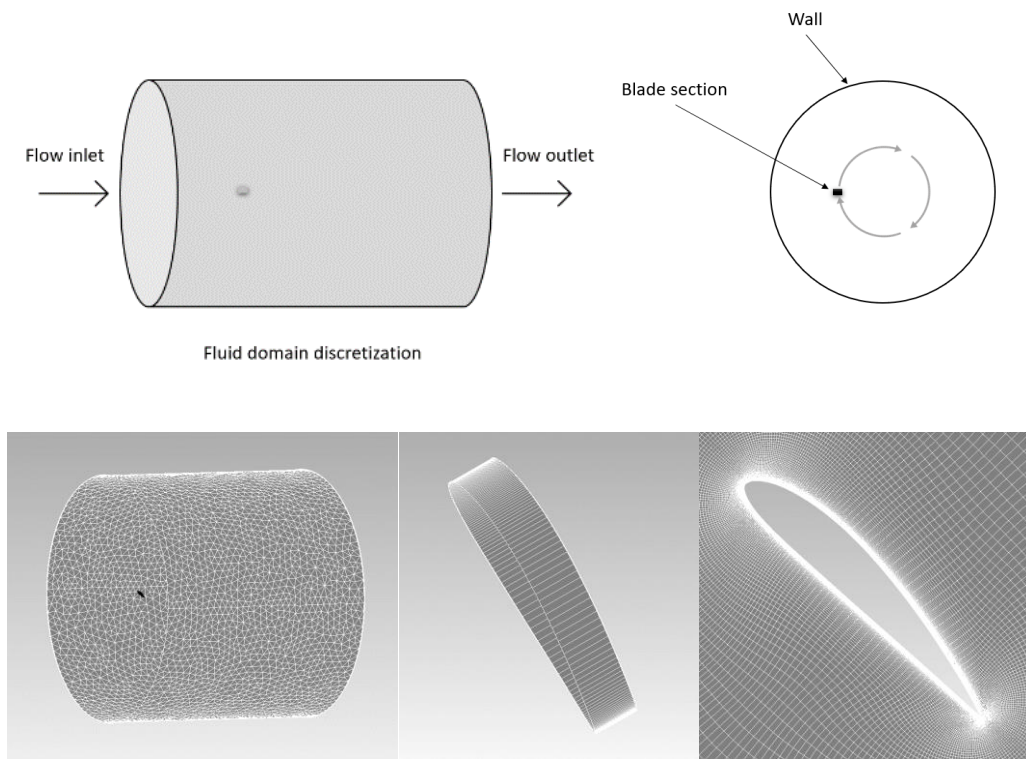 Wall
Blade section
Flow inlet
Flow outlet
Fluid domain discretization